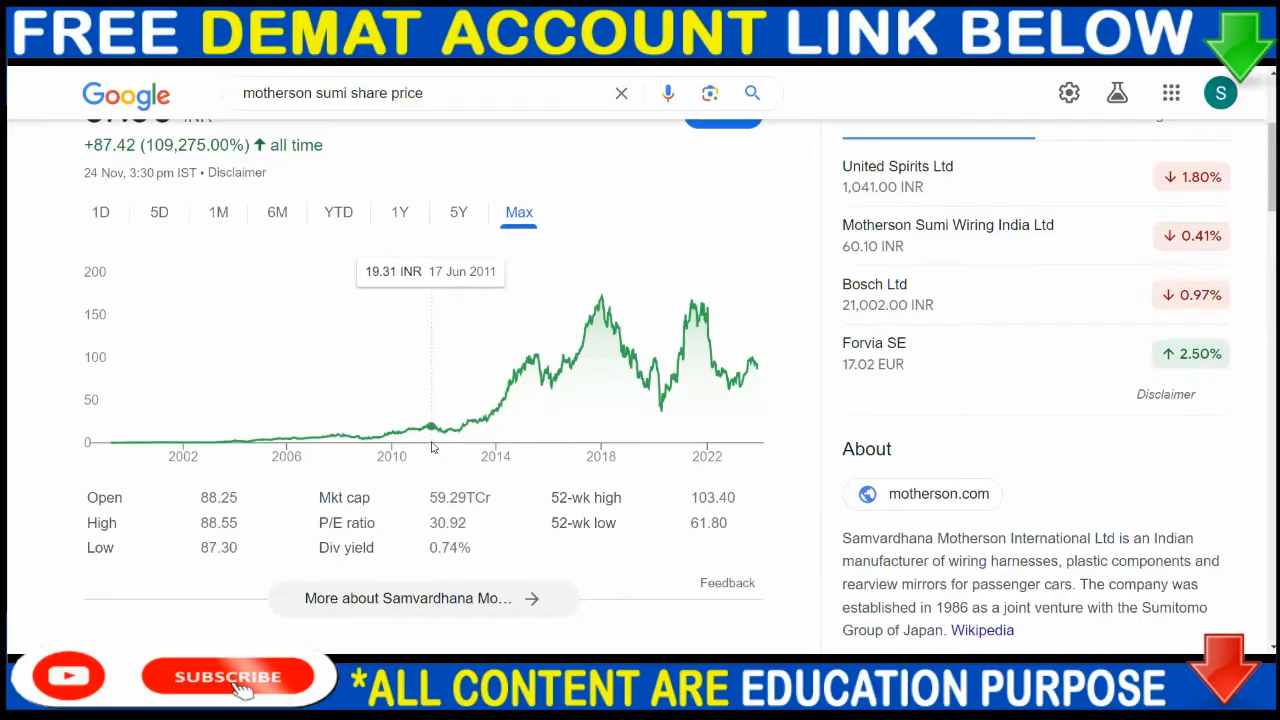 FREE DEMAT ACCOUNT LINK BELOW
Google
motherson sumi share price
S
INR
+87.42 (109,275.00%) ↑ all time
24 Nov, 3:30 pm IST • Disclaimer
1D 5D 1M 6M YTD 1Y 5Y Max
19.31 INR 17 Jun 2011
200
150
100
50
0
2002 2006 2010 2014 2018 2022
Open 88.25 Mkt cap 59.29TCr 52-wk high 103.40
High 88.55 P/E ratio 30.92 52-wk low 61.80
Low 87.30 Div yield 0.74%
Feedback
More about Samvardhana Mo... →
United Spirits Ltd
1,041.00 INR
↓ 1.80%
Motherson Sumi Wiring India Ltd
60.10 INR
↓ 0.41%
Bosch Ltd
21,002.00 INR
↓ 0.97%
Forvia SE
17.02 EUR
↑ 2.50%
Disclaimer
About
motherson.com
Samvardhana Motherson International Ltd is an Indian
manufacturer of wiring harnesses, plastic components and
rearview mirrors for passenger cars. The company was
established in 1986 as a joint venture with the Sumitomo
Group of Japan. Wikipedia
SUBSCRIBE
*ALL CONTENT ARE EDUCATION PURPOSE